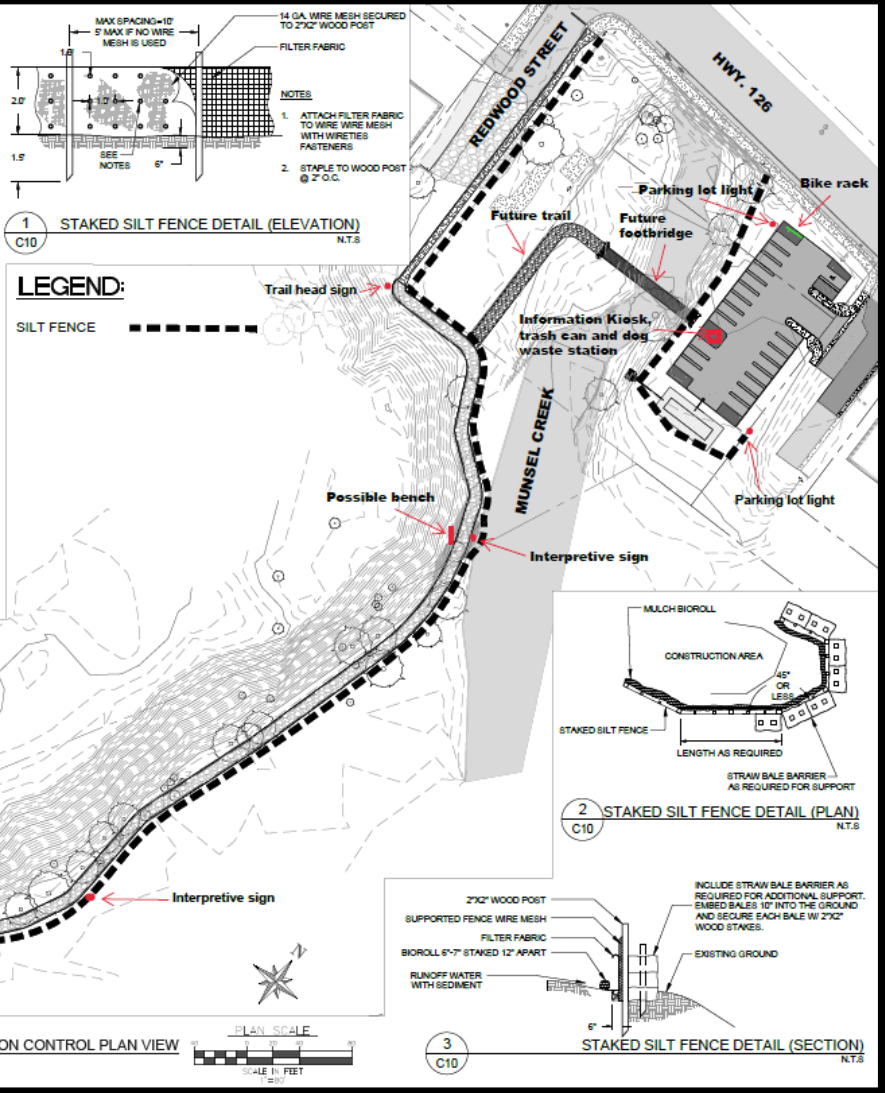 MAX SPACING=10'
5' MAX IF NO WIRE
MESH IS USED
14 GA. WIRE MESH SECURED
TO 2"X2" WOOD POST
FILTER FABRIC
2.0'
1.0'
1.5'
6"
SEE
NOTES
NOTES
1. ATTACH FILTER FABRIC
TO WIRE WIRE MESH
WITH WIRETIES
FASTENERS
2. STAPLE TO WOOD POST
@ 2" O.C.
1
C10
STAKED SILT FENCE DETAIL (ELEVATION)
N.T.S
LEGEND:
SILT FENCE
REDWOOD STREET
HWY. 126
Parking lot light
Bike rack
Future trail
Future
footbridge
Trail head sign
Information Kiosk,
trash can and dog
waste station
MUNSEL CREEK
Possible bench
Parking lot light
Interpretive sign
MULCH BIOROLL
CONSTRUCTION AREA
45°
OR
LESS
STAKED SILT FENCE
LENGTH AS REQUIRED
STRAW BALE BARRIER
AS REQUIRED FOR SUPPORT
2
C10
STAKED SILT FENCE DETAIL (PLAN)
N.T.S
Interpretive sign
2"X2" WOOD POST
SUPPORTED FENCE WIRE MESH
FILTER FABRIC
BIOROLL 6"-7" STAKED 12" APART
RUNOFF WATER
WITH SEDIMENT
6"
INCLUDE STRAW BALE BARRIER AS
REQUIRED FOR ADDITIONAL SUPPORT.
EMBED BALES 10" INTO THE GROUND
AND SECURE EACH BALE W/ 2"X2"
WOOD STAKES.
EXISTING GROUND
N
ON CONTROL PLAN VIEW
PLAN SCALE
SCALE IN FEET
1"=80'
3
C10
STAKED SILT FENCE DETAIL (SECTION)
N.T.S